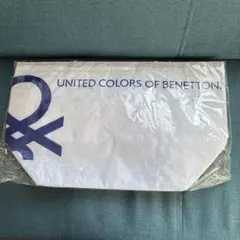 UNITED COLORS OF BENETTON.